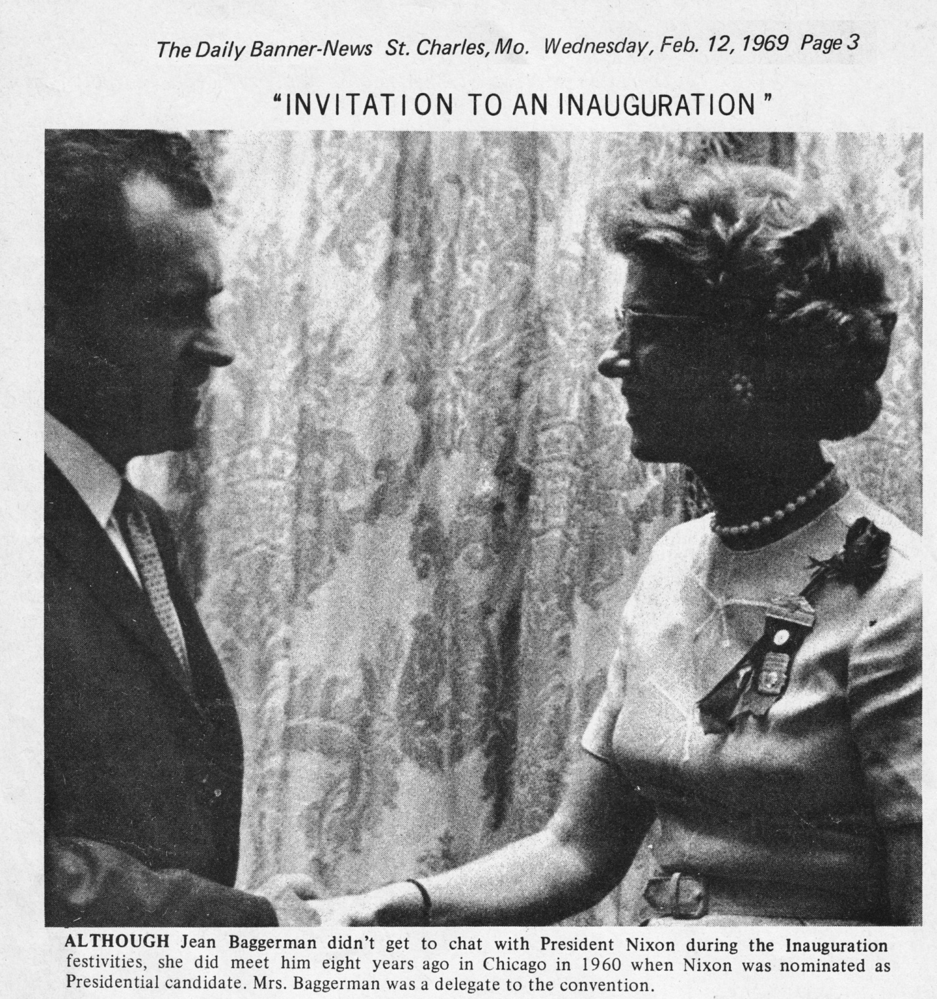 The Daily Banner-News St. Charles, Mo. Wednesday, Feb. 12, 1969 Page 3
“INVITATION TO AN INAUGURATION”
ALTHOUGH Jean Baggerman didn't get to chat with President Nixon during the Inauguration
festivities, she did meet him eight years ago in Chicago in 1960 when Nixon was nominated as
Presidential candidate. Mrs. Baggerman was a delegate to the convention.